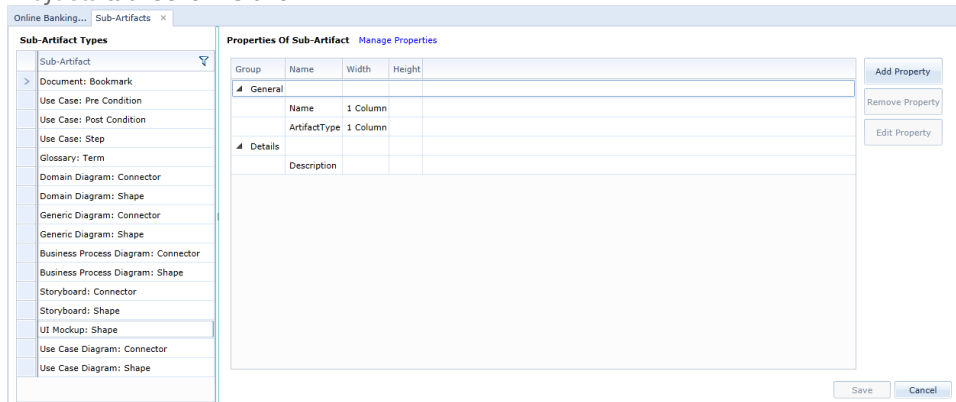 Online Banking... Sub-Artifacts ×
Sub-Artifact Types
Sub-Artifact
> Document: Bookmark
Use Case: Pre Condition
Use Case: Post Condition
Use Case: Step
Glossary: Term
Domain Diagram: Connector
Domain Diagram: Shape
Generic Diagram: Connector
Generic Diagram: Shape
Business Process Diagram: Connector
Business Process Diagram: Shape
Storyboard: Connector
Storyboard: Shape
UI Mockup: Shape
Use Case Diagram: Connector
Use Case Diagram: Shape
Properties Of Sub-Artifact Manage Properties
Group Name Width Height
General
Name 1 Column
ArtifactType 1 Column
Details
Description
Add Property
Remove Property
Edit Property
Save Cancel